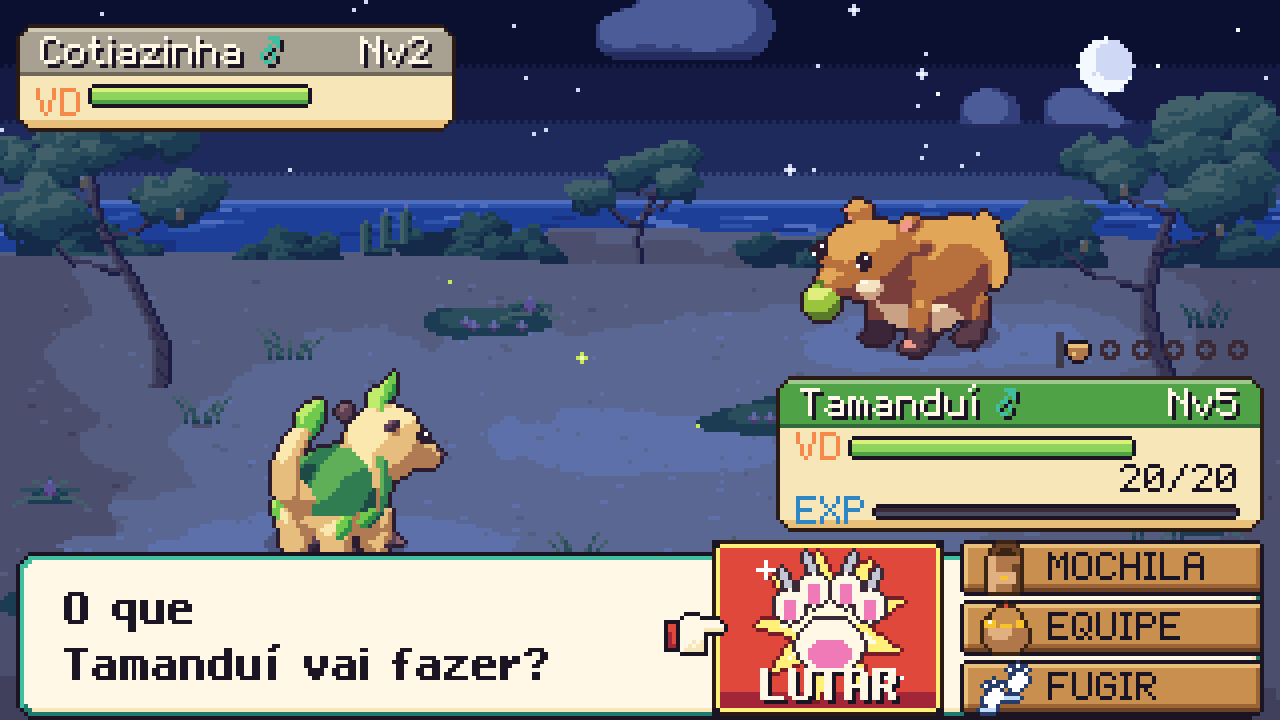 Cotiazinha ♂ Nv2
VD
Tamanduí ♂ Nv5
VD
20/20
EXP
O que
Tamanduí vai fazer?
LUTAR
MOCHILA
EQUIPE
FUGIR